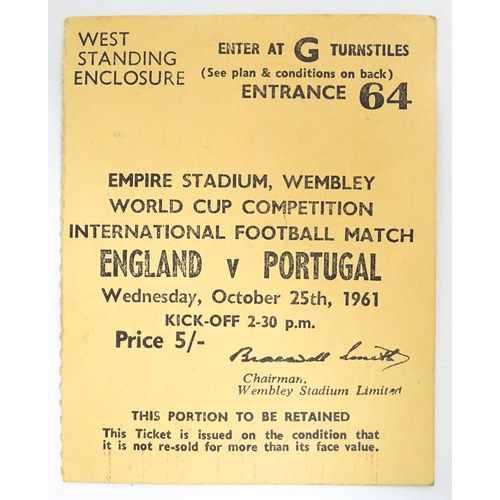 WEST
STANDING
ENCLOSURE
ENTER AT G TURNSTILES
(See plan & conditions on back)
ENTRANCE 64
EMPIRE STADIUM, WEMBLEY
WORLD CUP COMPETITION
INTERNATIONAL FOOTBALL MATCH
ENGLAND v PORTUGAL
Wednesday, October 25th, 1961
KICK-OFF 2-30 p.m.
Price 5/-
Bracewell Smith
Chairman,
Wembley Stadium Limited
THIS PORTION TO BE RETAINED
This Ticket is issued on the condition that
it is not re-sold for more than its face value.